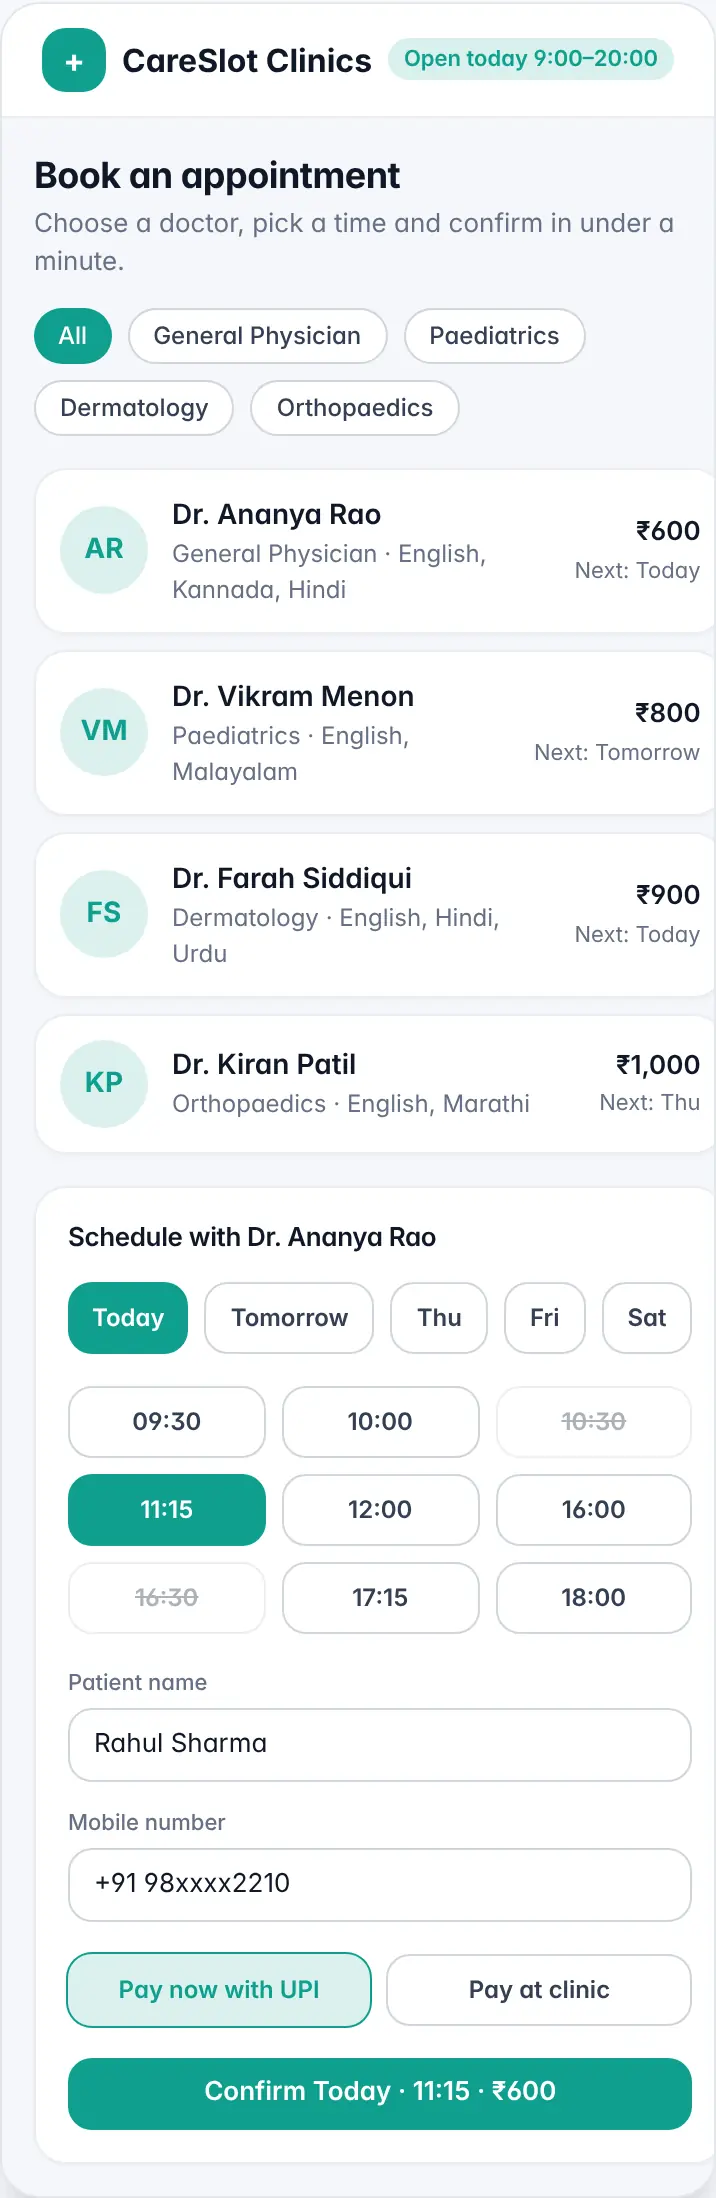 + CareSlot Clinics Open today 9:00–20:00
Book an appointment
Choose a doctor, pick a time and confirm in under a
minute.
All General Physician Paediatrics
Dermatology Orthopaedics
AR
Dr. Ananya Rao
General Physician · English,
Kannada, Hindi
₹600
Next: Today
VM
Dr. Vikram Menon
Paediatrics · English,
Malayalam
₹800
Next: Tomorrow
FS
Dr. Farah Siddiqui
Dermatology · English, Hindi,
Urdu
₹900
Next: Today
KP
Dr. Kiran Patil
Orthopaedics · English, Marathi
₹1,000
Next: Thu
Schedule with Dr. Ananya Rao
Today Tomorrow Thu Fri Sat
09:30 10:00 10:30
11:15 12:00 16:00
16:30 17:15 18:00
Patient name
Rahul Sharma
Mobile number
+91 98xxxx2210
Pay now with UPI Pay at clinic
Confirm Today · 11:15 · ₹600